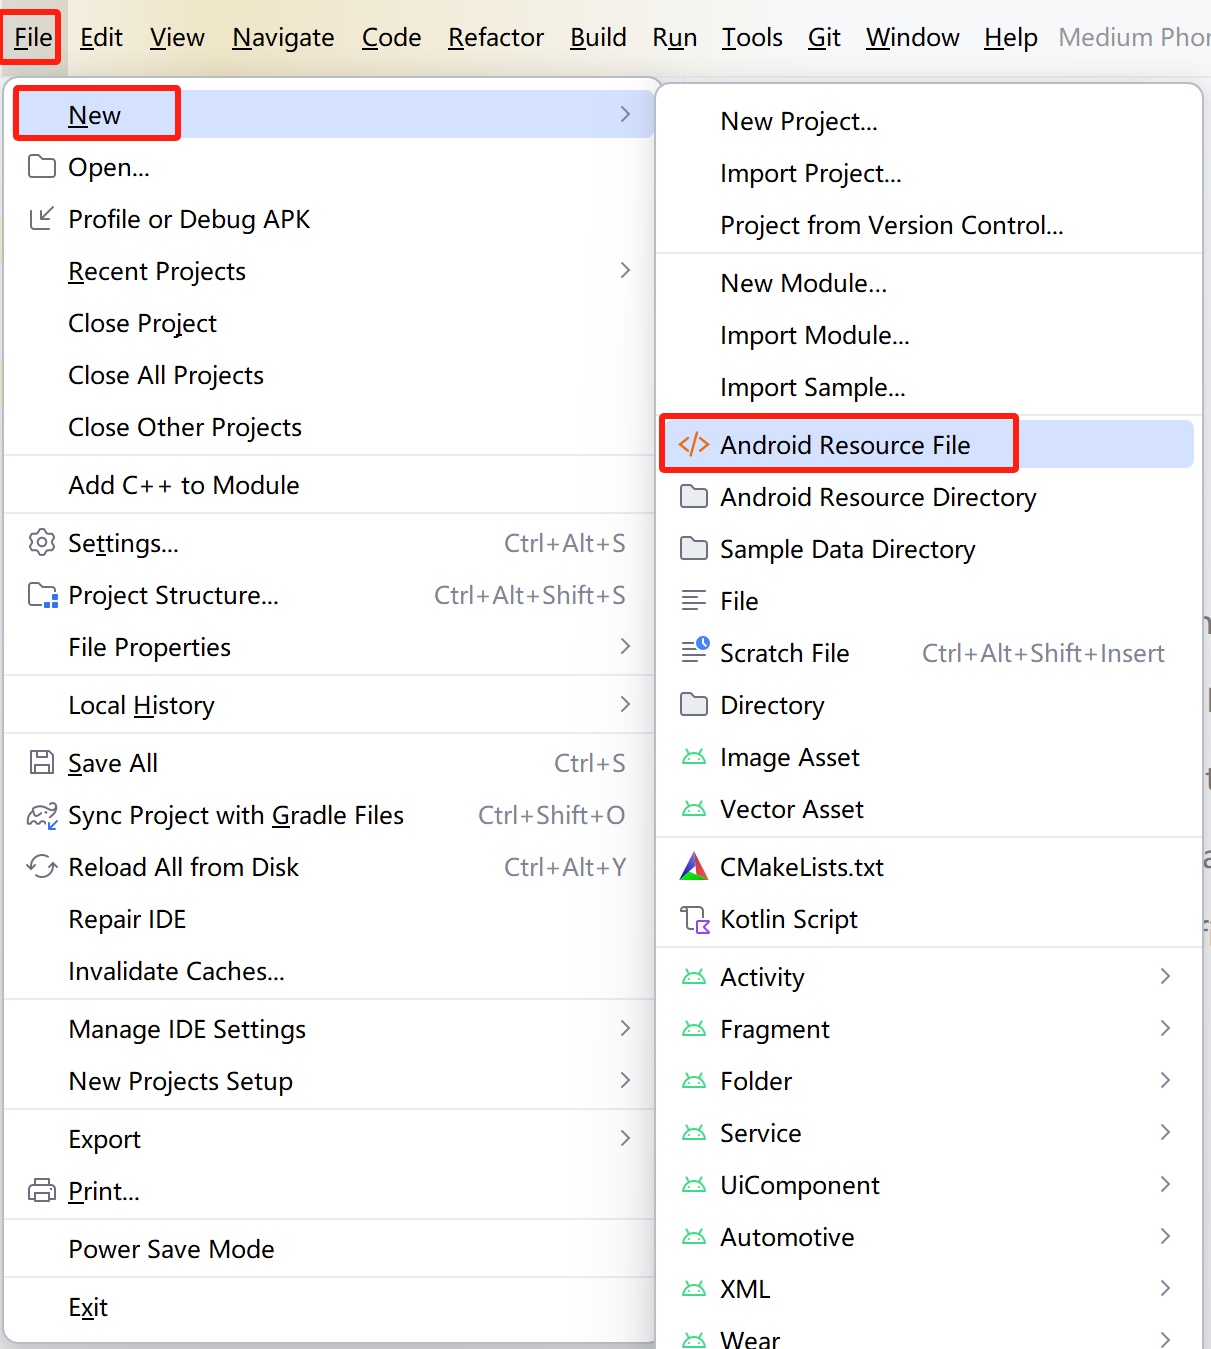 File Edit View Navigate Code Refactor Build Run Tools Git Window Help Medium Phor
New
Open...
Profile or Debug APK
Recent Projects
Close Project
Close All Projects
Close Other Projects
Add C++ to Module
Settings... Ctrl+Alt+S
Project Structure... Ctrl+Alt+Shift+S
File Properties
Local History
Save All Ctrl+S
Sync Project with Gradle Files Ctrl+Shift+O
Reload All from Disk Ctrl+Alt+Y
Repair IDE
Invalidate Caches...
Manage IDE Settings
New Projects Setup
Export
Print...
Power Save Mode
Exit
New Project...
Import Project...
Project from Version Control...
New Module...
Import Module...
Import Sample...
Android Resource File
Android Resource Directory
Sample Data Directory
File
Scratch File Ctrl+Alt+Shift+Insert
Directory
Image Asset
Vector Asset
CMakeLists.txt
Kotlin Script
Activity
Fragment
Folder
Service
UiComponent
Automotive
XML
Wear